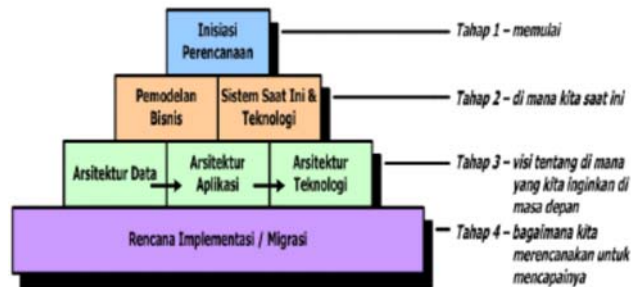 Inisiasi
Perencanaan
Tahap 1 – memulai
Pemodelan
Bisnis
Sistem Saat Ini &
Teknologi
Tahap 2 – di mana kita saat ini
Arsitektur Data
Arsitektur
Aplikasi
Arsitektur
Teknologi
Tahap 3 – visi tentang di mana
yang kita inginkan di
masa depan
Rencana Implementasi / Migrasi
Tahap 4 – bagaimana kita
merencanakan untuk
mencapainya